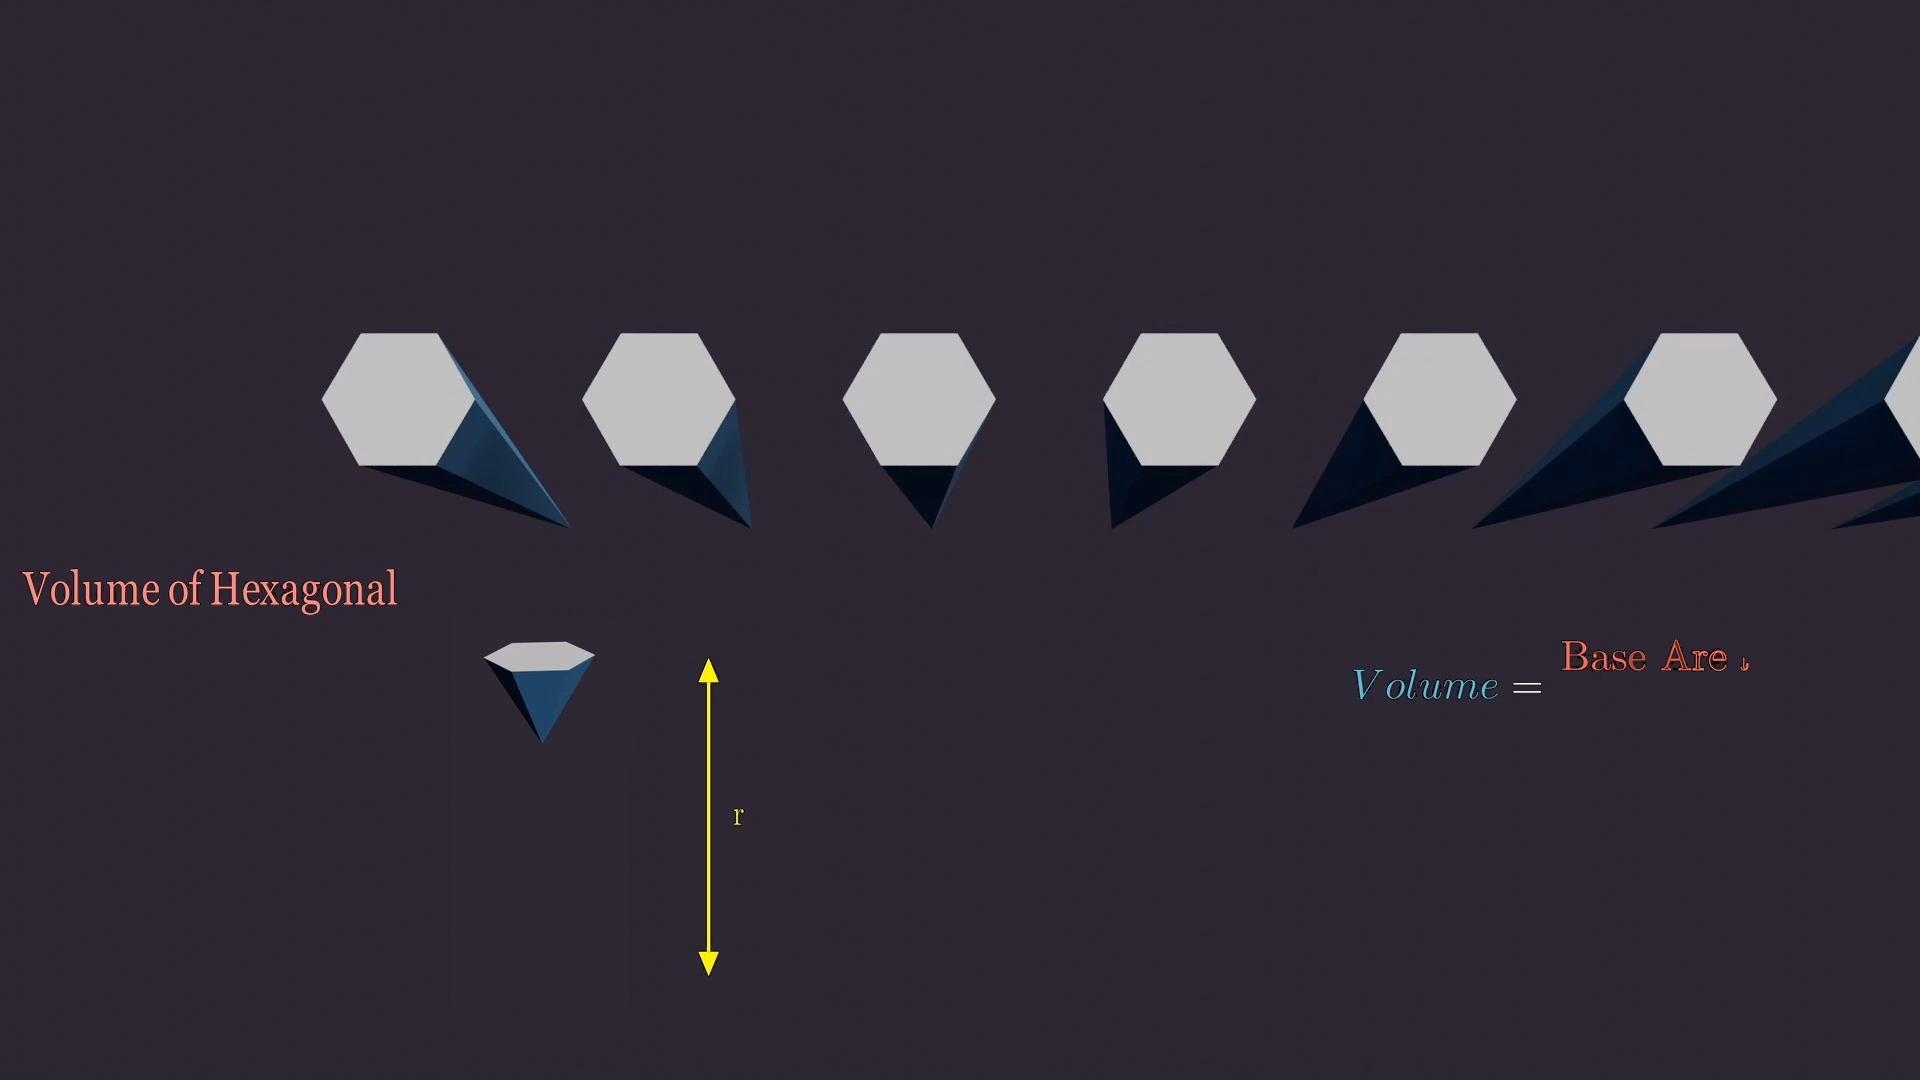 Volume of Hexagonal
Volume = Base Are
r